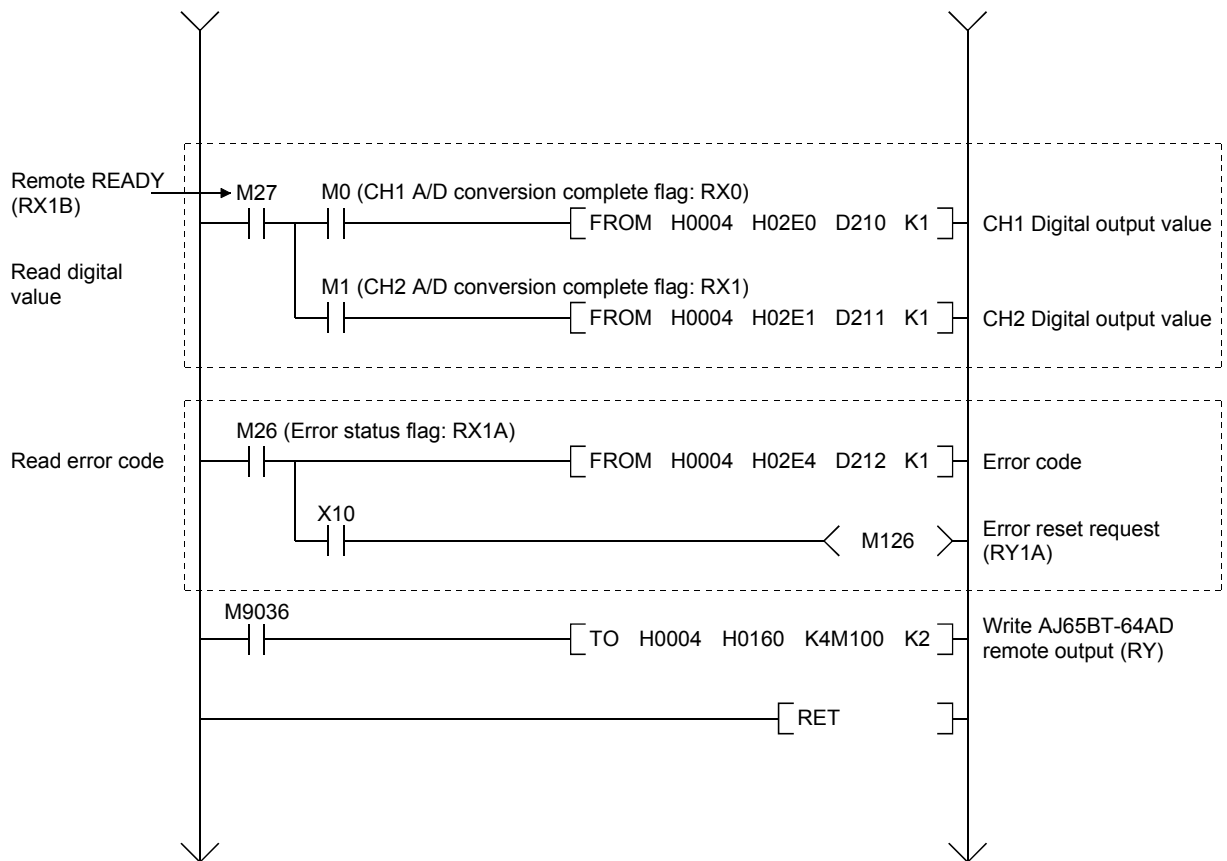 Remote READY
(RX1B)
M27
M0 (CH1 A/D conversion complete flag: RX0)
FROM H0004 H02E0 D210 K1
CH1 Digital output value
Read digital
value
M1 (CH2 A/D conversion complete flag: RX1)
FROM H0004 H02E1 D211 K1
CH2 Digital output value
M26 (Error status flag: RX1A)
Read error code
FROM H0004 H02E4 D212 K1
Error code
X10
M126
Error reset request
(RY1A)
M9036
TO H0004 H0160 K4M100 K2
Write AJ65BT-64AD
remote output (RY)
RET